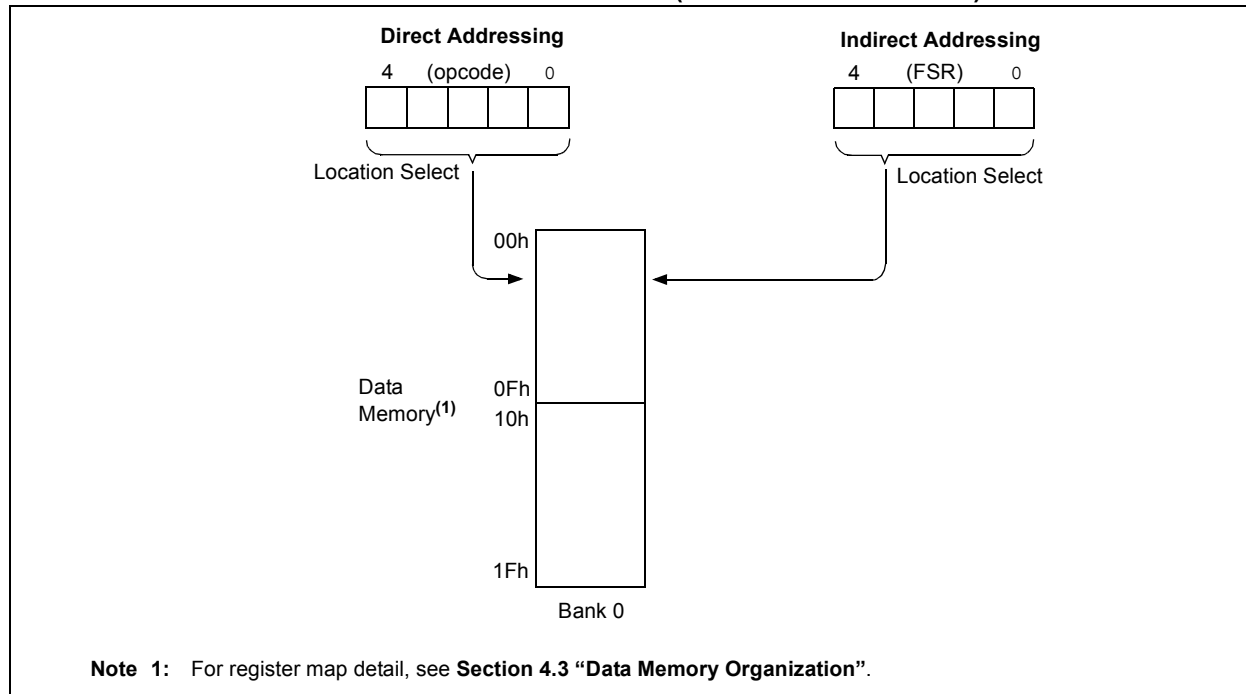 Direct Addressing
4 (opcode) 0
Location Select
Indirect Addressing
4 (FSR) 0
Location Select
00h
Data
Memory(1)
0Fh
10h
1Fh
Bank 0
Note 1: For register map detail, see Section 4.3 “Data Memory Organization”.